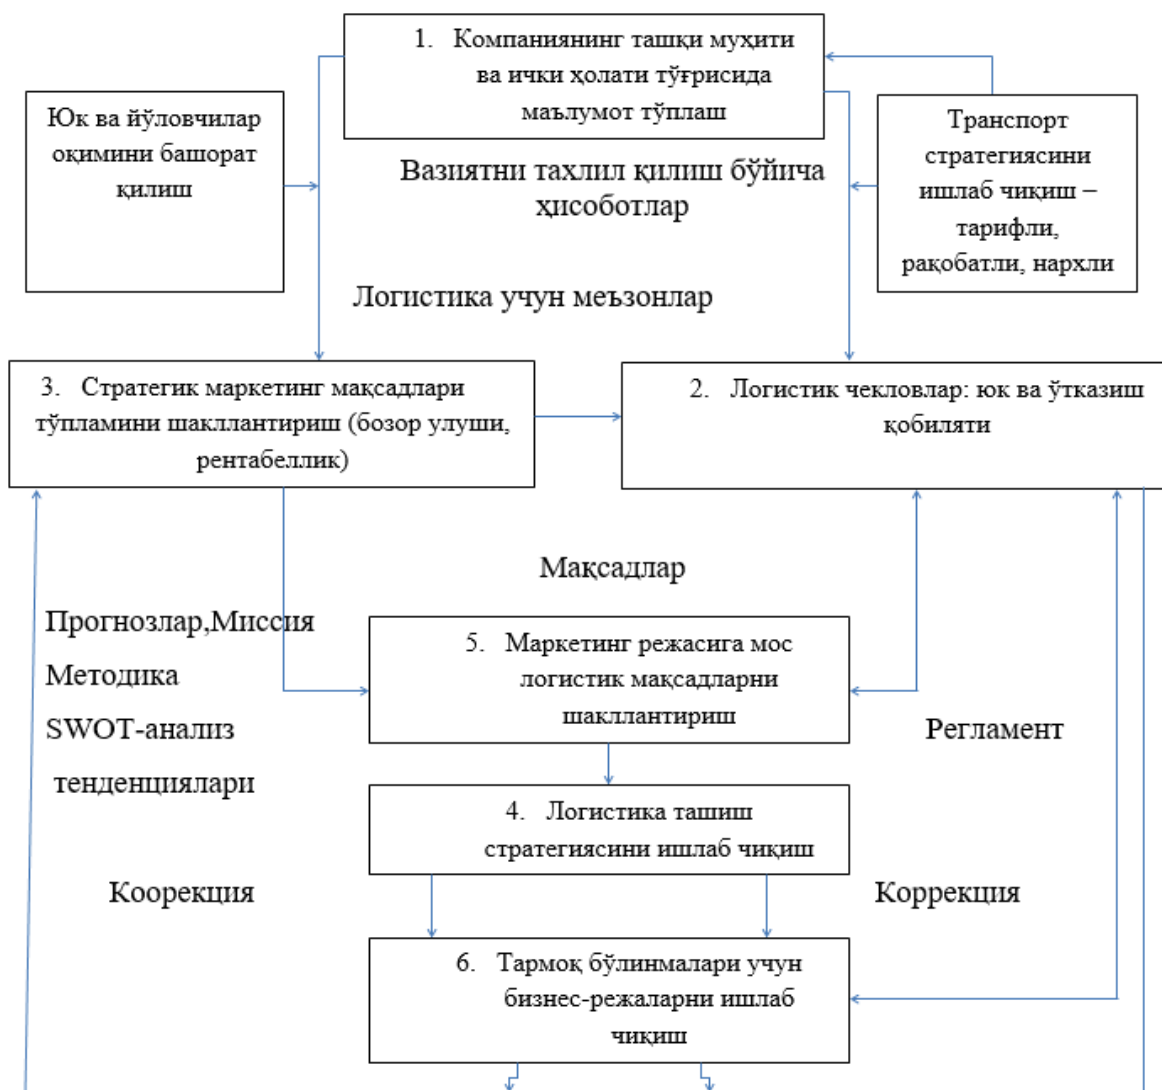 1. Компаниянинг ташқи муҳити
ва ички ҳолати тўғрисида
маълумот тўплаш
Юк ва йўловчилар
оқимини башорат
қилиш
Транспорт
стратегиясини
ишлаб чиқиш –
тарифли,
рақобатли, нархли
Вазиятни тахлил қилиш бўйича
ҳисоботлар
Логистика учун меъзонлар
3. Стратегик маркетинг мақсадлари
тўпламини шакллантириш (бозор улуши,
рентабеллик)
2. Логистик чекловлар: юк ва ўтказиш
қобиляти
Мақсадлар
Прогнозлар,Миссия
Методика
SWOT-анализ
тенденциялари
5. Маркетинг режасига мос
логистик мақсадларни
шакллантириш
Регламент
4. Логистика ташиш
стратегиясини ишлаб чиқиш
Коорекция
Коррекция
6. Тармоқ бўлинмалари учун
бизнес-режаларни ишлаб
чиқиш